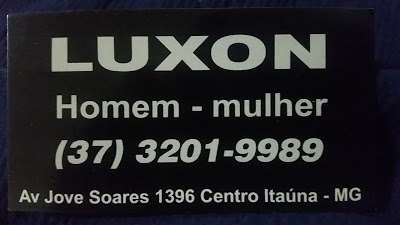 LUXON
Homem - mulher
(37) 3201-9989
Av Jove Soares 1396 Centro Itaúna - MG